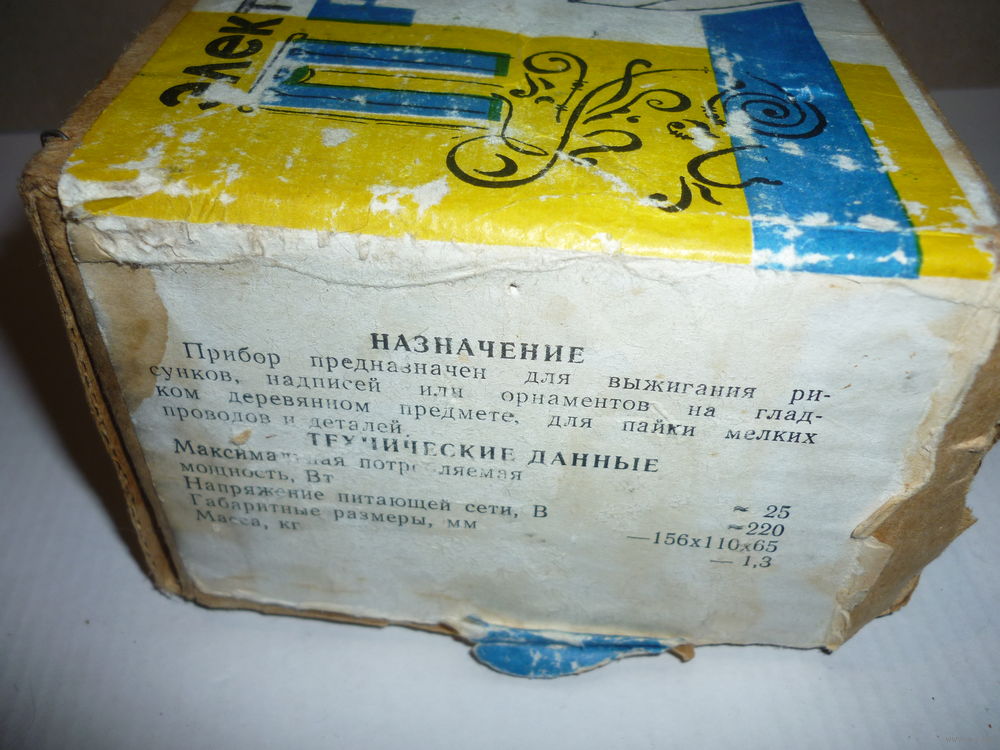 Элект
НАЗНАЧЕНИЕ
Прибор предназначен для выжигания ри-
сунков, надписей или орнаментов на глад-
ком деревянном предмете, для пайки мелких
проводов и деталей.
ТЕХНИЧЕСКИЕ ДАННЫЕ
Максимальная потребляемая
мощность, Вт ≈ 25
Напряжение питающей сети, В ≈220
Габаритные размеры, мм —156х110х65
Масса, кг — 1,3